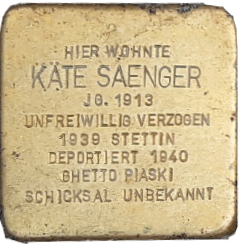 HIER WOHNTE
KÄTE SAENGER
JG. 1913
UNFREIWILLIG VERZOGEN
1939 STETTIN
DEPORTIERT 1940
GHETTO PIASKI
SCHICKSAL UNBEKANNT